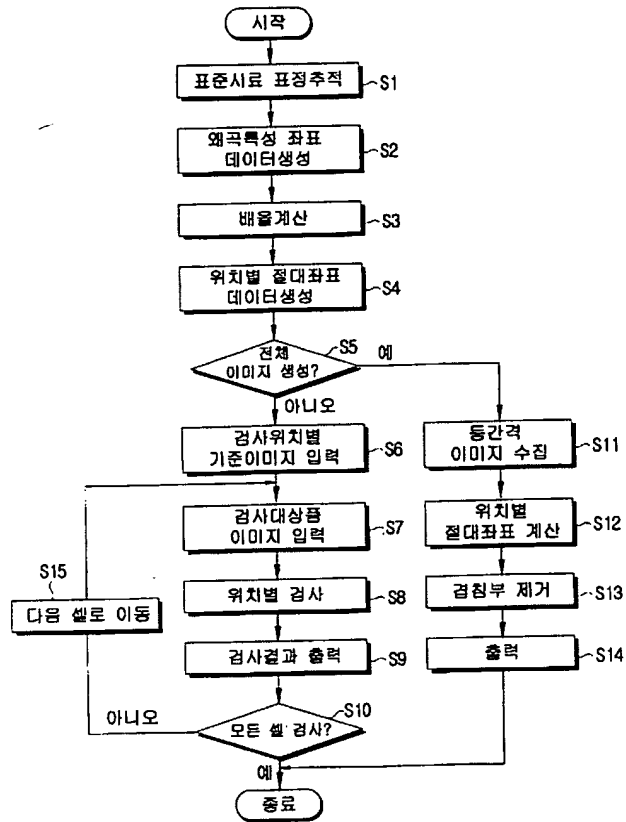 시작
표준시료 표정추적
S1
왜곡특성 좌표
데이터생성
S2
배율계산
S3
위치별 절대좌표
데이터생성
S4
전체
이미지 생성?
S5
예
아니오
검사위치별
기준이미지 입력
S6
등간격
이미지 수집
S11
검사대상품
이미지 입력
S7
위치별
절대좌표 계산
S12
S15
다음 셀로 이동
위치별 검사
S8
겹침부 제거
S13
검사결과 출력
S9
출력
S14
아니오
모든 셀 검사?
S10
예
종료